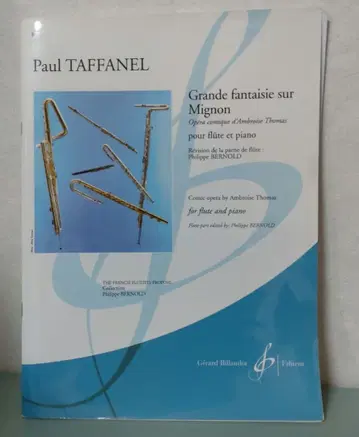 Paul TAFFANEL
Grande fantaisie sur
Mignon
Opéra comique d'Ambroise Thomas
pour flûte et piano
Révision de la partie de flûte :
Philippe BERNOLD
Comic opera by Ambroise Thomas
for flute and piano
Flute part edited by: Philippe BERNOLD
THE FRENCH FLUTISTS PROPOSE
Collection
Philippe BERNOLD
Gérard Billaudot Éditeur